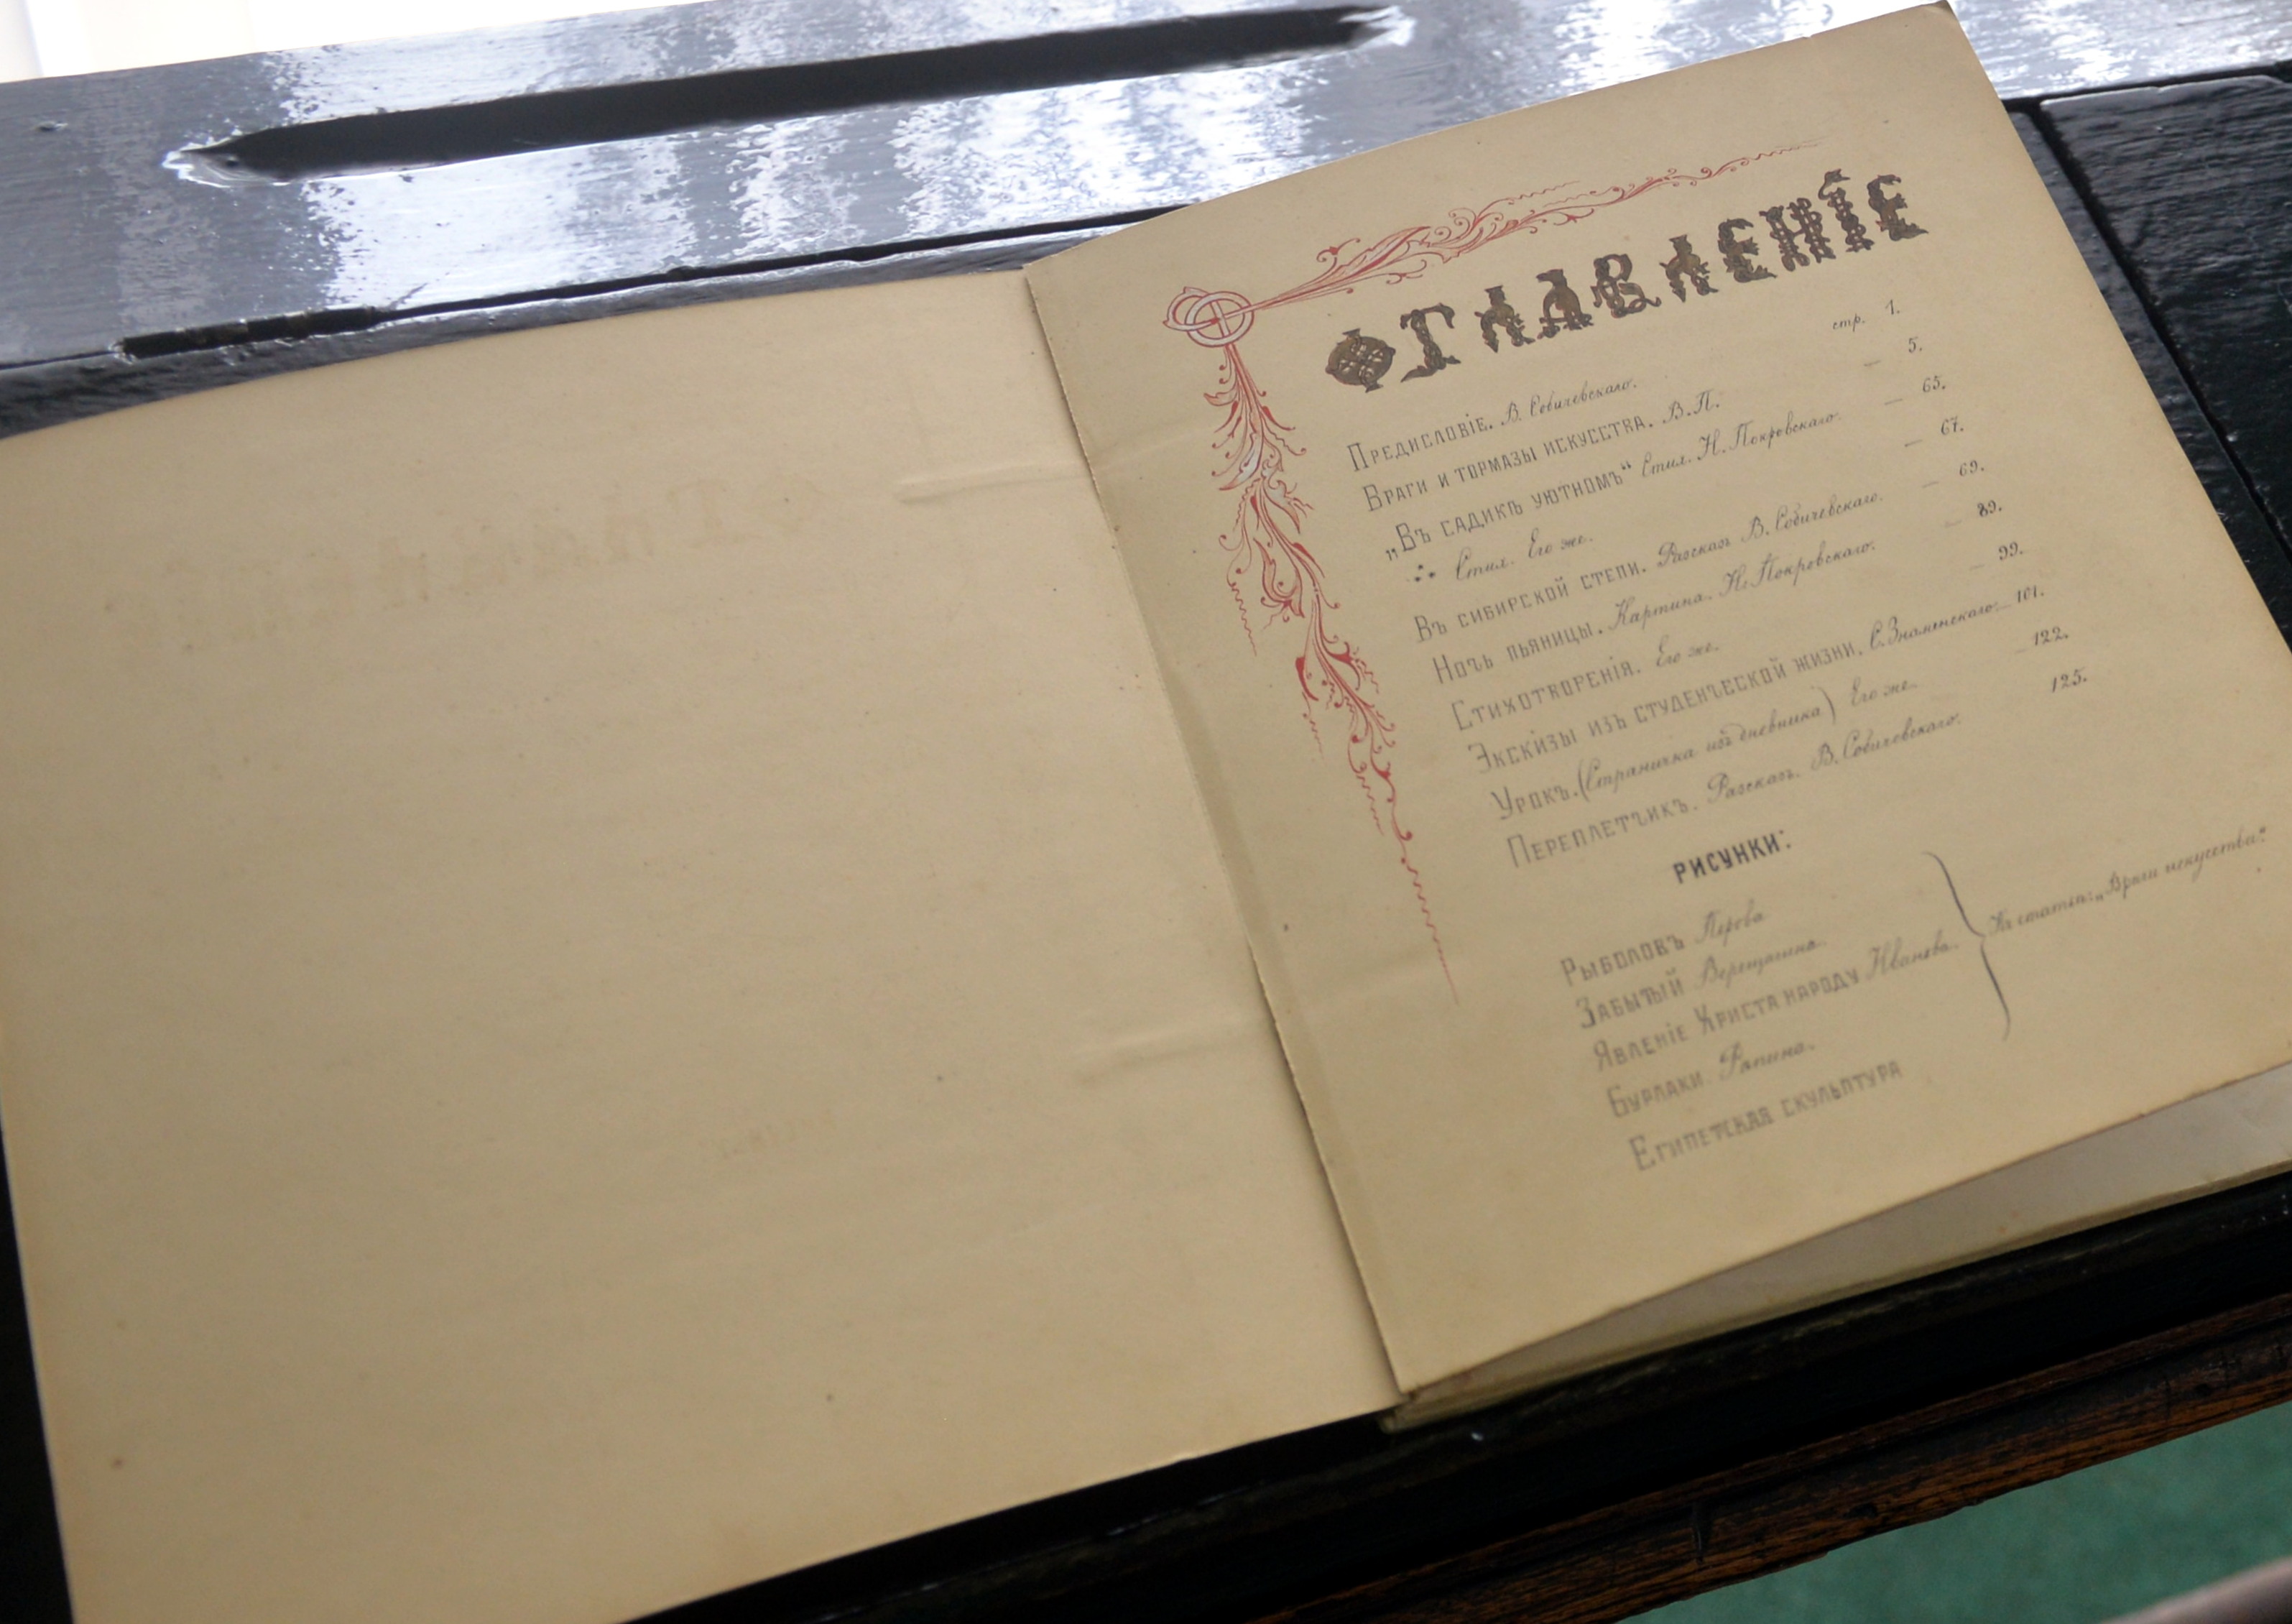 ОГЛАВЛЕНІЕ
стр. 1.
Предисловіе. В. Собичевскаго.
Враги и тормазы искусства. В.П. — 5.
„Въ садикѣ уютномъ“ Стих. Н. Покровскаго. — 65.
∴ Стих. Его же. — 67.
Въ сибирской степи. Разсказъ В. Собичевскаго. — 69.
Ночь пьяницы. Картина. Н. Покровскаго. — 89.
Стихотворенія. Его же. — 99.
Экскизы изъ студенческой жизни. С. Знаменскаго. — 101.
Урокъ. (Страничка изъ дневника) Его же. — 122.
Переплетчикъ. Разсказъ. В. Собичевскаго. 125.
РИСУНКИ:
Рыболовъ Перова
Забытый Верещагина.
Явленіе Христа народу Иванова.
Къ статьѣ: „Враги искусства“.
Бурлаки Рѣпина.
Египетская скульптура